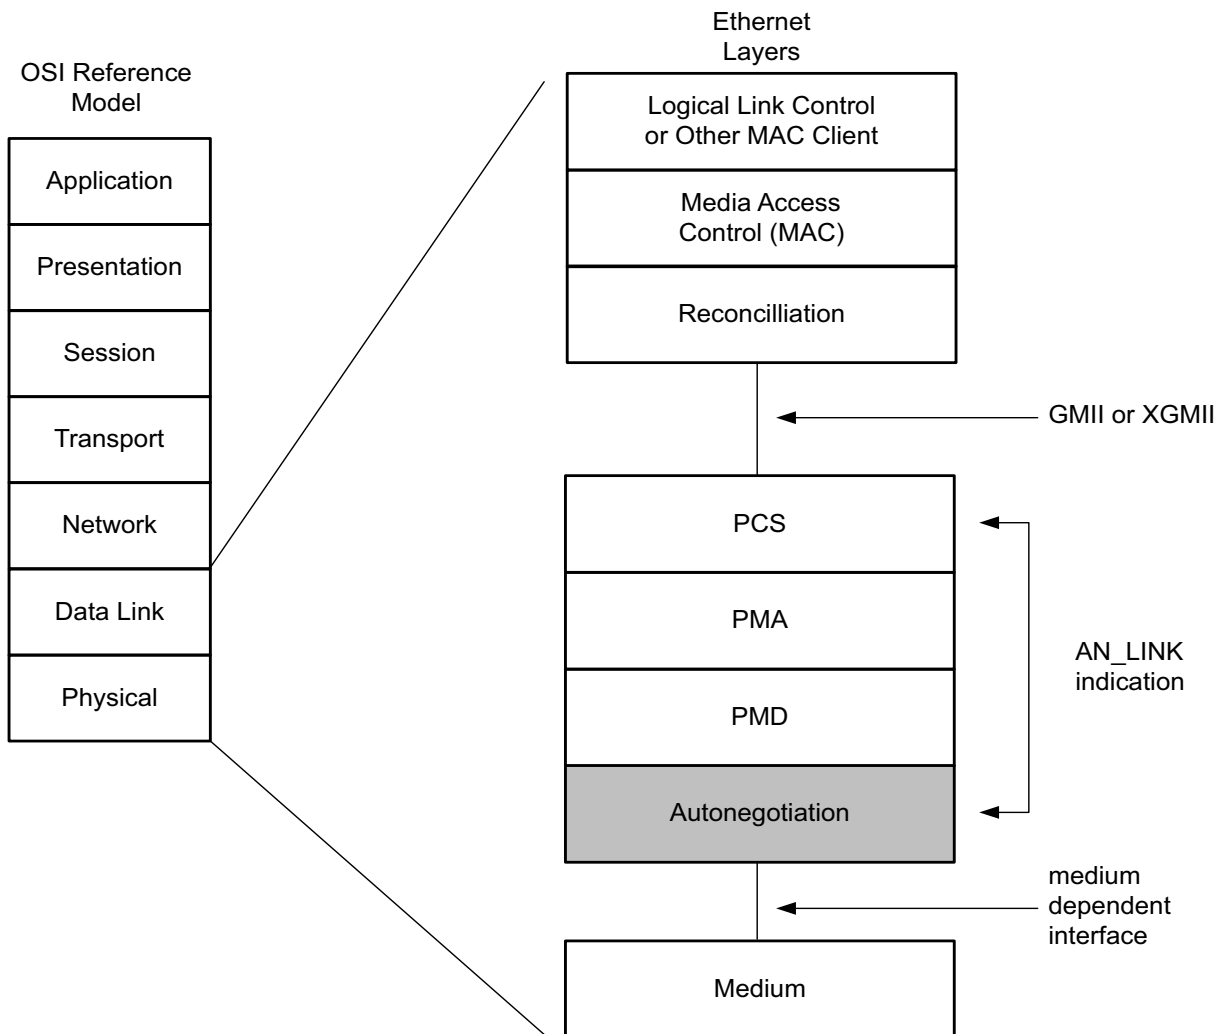 OSI Reference
Model
Application
Presentation
Session
Transport
Network
Data Link
Physical
Ethernet
Layers
Logical Link Control
or Other MAC Client
Media Access
Control (MAC)
Reconcilliation
GMII or XGMII
PCS
PMA
PMD
Autonegotiation
AN_LINK
indication
medium
dependent
interface
Medium